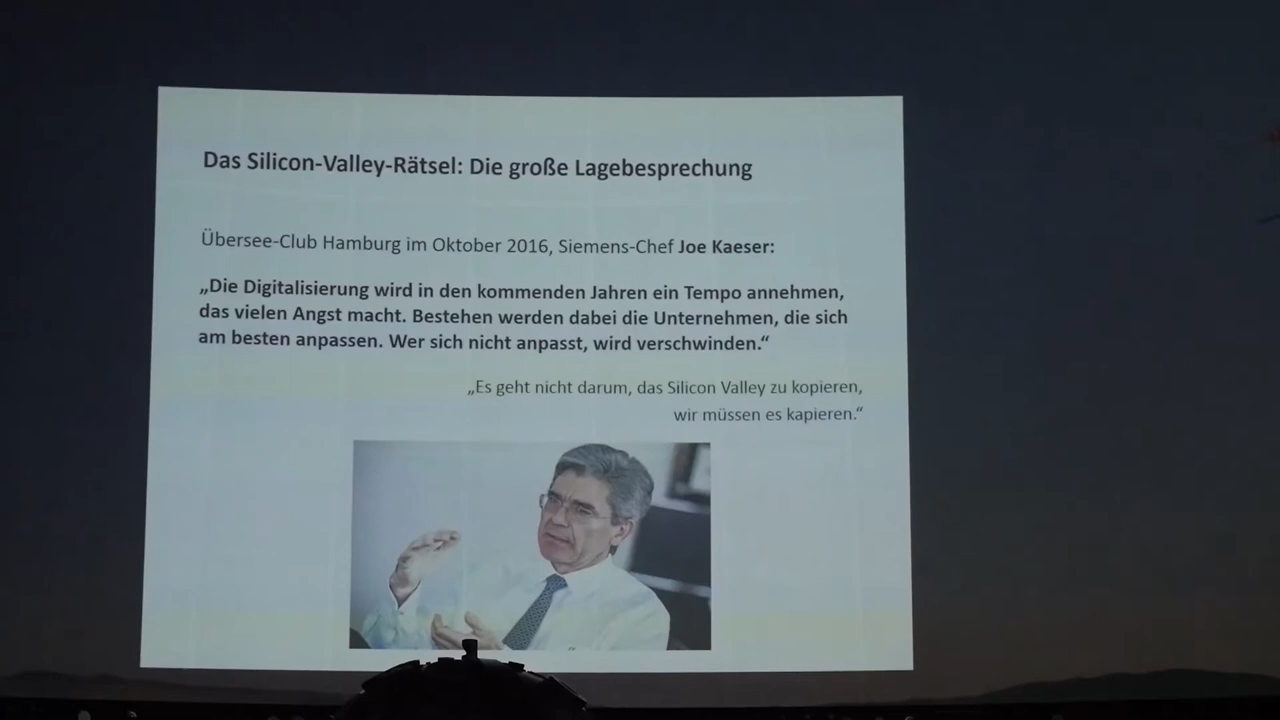 Das Silicon-Valley-Rätsel: Die große Lagebesprechung
Übersee-Club Hamburg im Oktober 2016, Siemens-Chef Joe Kaeser:
„Die Digitalisierung wird in den kommenden Jahren ein Tempo annehmen,
das vielen Angst macht. Bestehen werden dabei die Unternehmen, die sich
am besten anpassen. Wer sich nicht anpasst, wird verschwinden.“
„Es geht nicht darum, das Silicon Valley zu kopieren,
wir müssen es kapieren.“